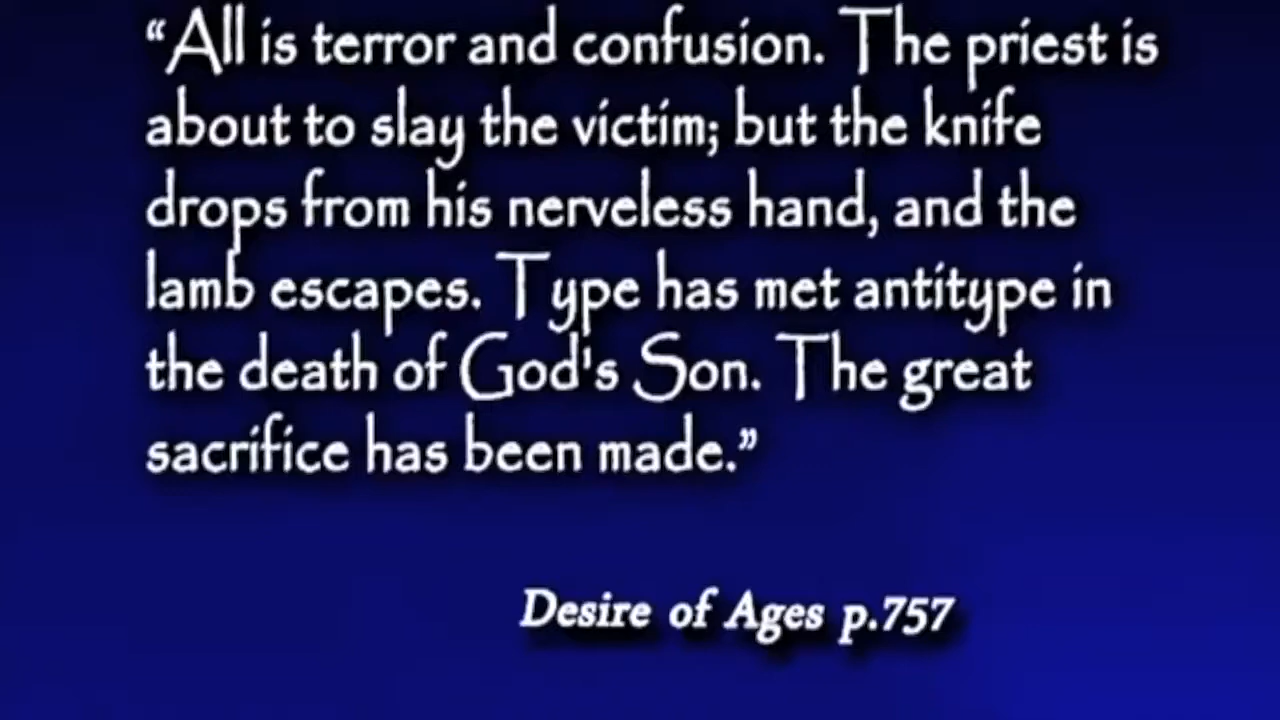 “All is terror and confusion. The priest is
about to slay the victim; but the knife
drops from his nerveless hand, and the
lamb escapes. Type has met antitype in
the death of God's Son. The great
sacrifice has been made.”
Desire of Ages p.757